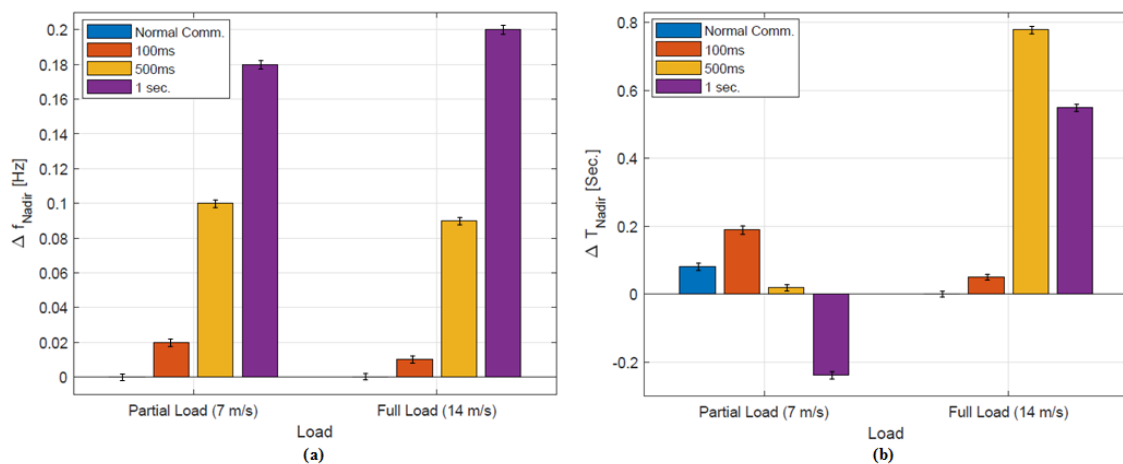 Normal Comm.
100ms
500ms
1 sec.
0.2
0.18
0.16
0.14
0.12
0.1
0.08
0.06
0.04
0.02
0
Δ f_Nadir [Hz]
Partial Load (7 m/s)
Full Load (14 m/s)
Load
(a)
Normal Comm.
100ms
500ms
1 sec.
0.8
0.6
0.4
0.2
0
-0.2
Δ T_Nadir [Sec.]
Partial Load (7 m/s)
Full Load (14 m/s)
Load
(b)